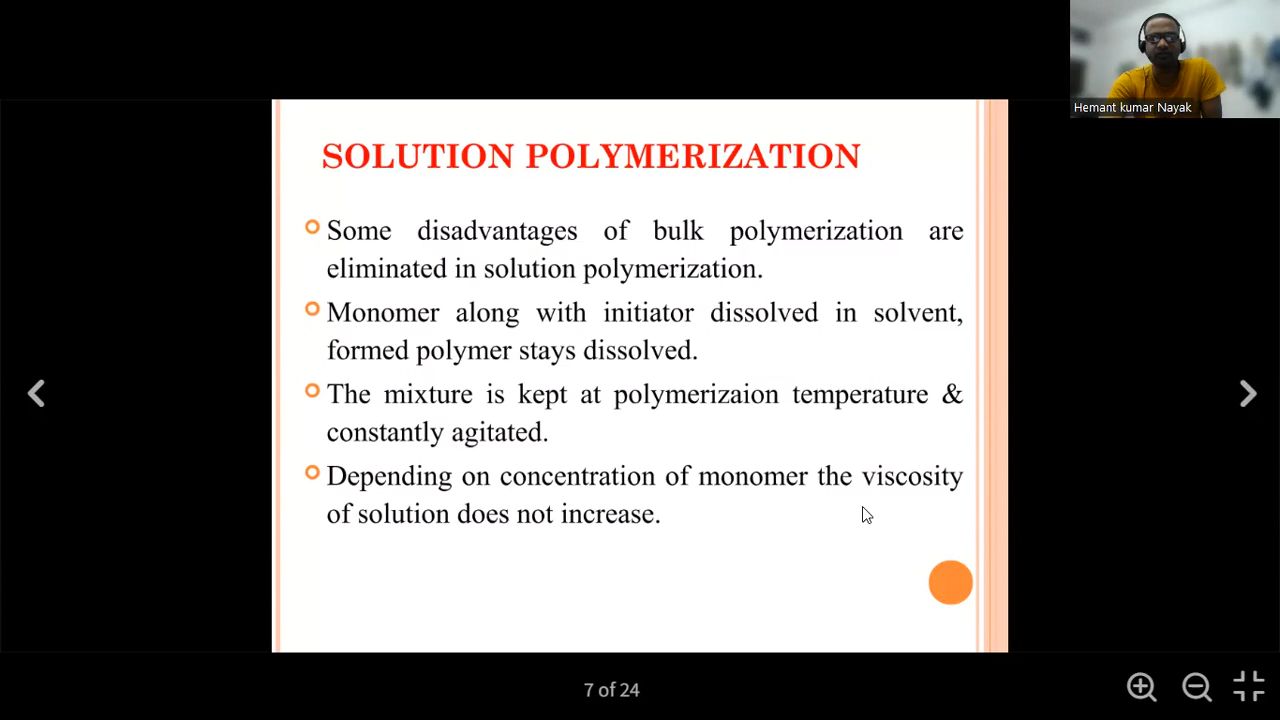 Hemant kumar Nayak
SOLUTION POLYMERIZATION
Some disadvantages of bulk polymerization are
eliminated in solution polymerization.
Monomer along with initiator dissolved in solvent,
formed polymer stays dissolved.
The mixture is kept at polymerizaion temperature &
constantly agitated.
Depending on concentration of monomer the viscosity
of solution does not increase.
7 of 24